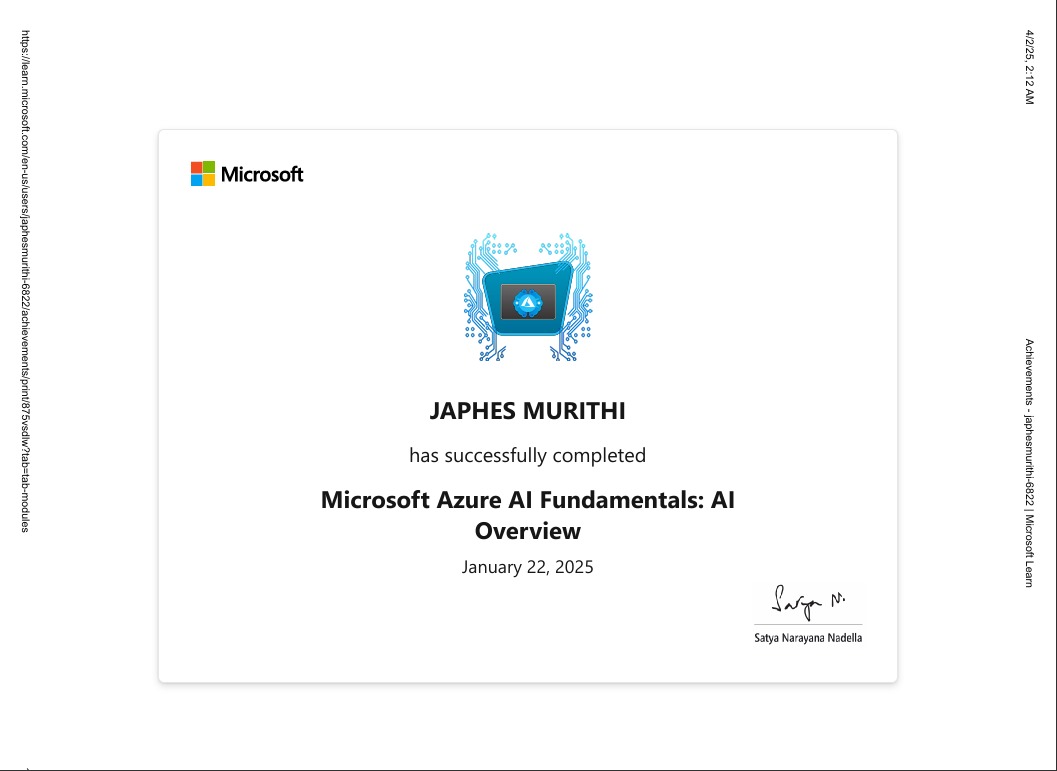 4/2/25, 2:12 AM
Achievements - japhesmurithi-6822 | Microsoft Learn
Microsoft
JAPHES MURITHI
has successfully completed
Microsoft Azure AI Fundamentals: AI
Overview
January 22, 2025
Satya N.
Satya Narayana Nadella
https://learn.microsoft.com/en-us/users/japhesmurithi-6822/achievements/print/875vsdlw?tab=tab-modules